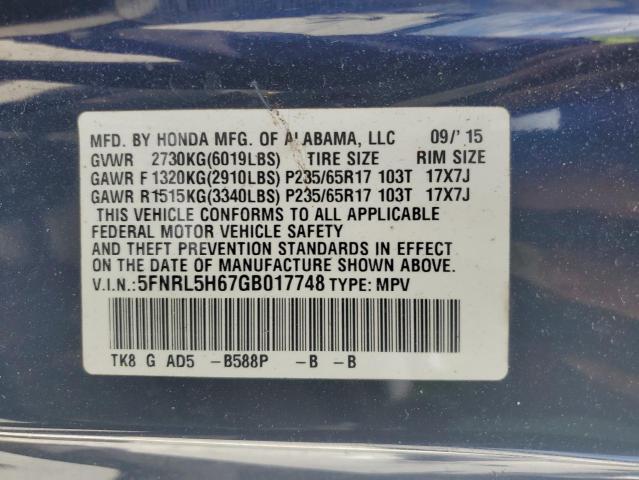 MFD. BY HONDA MFG. OF ALABAMA, LLC 09/'15
GVWR 2730KG(6019LBS) TIRE SIZE RIM SIZE
GAWR F 1320KG(2910LBS) P235/65R17 103T 17X7J
GAWR R1515KG(3340LBS) P235/65R17 103T 17X7J
THIS VEHICLE CONFORMS TO ALL APPLICABLE
FEDERAL MOTOR VEHICLE SAFETY
AND THEFT PREVENTION STANDARDS IN EFFECT
ON THE DATE OF MANUFACTURE SHOWN ABOVE.
V.I.N.:5FNRL5H67GB017748 TYPE: MPV
TK8 G AD5 -B588P -B -B